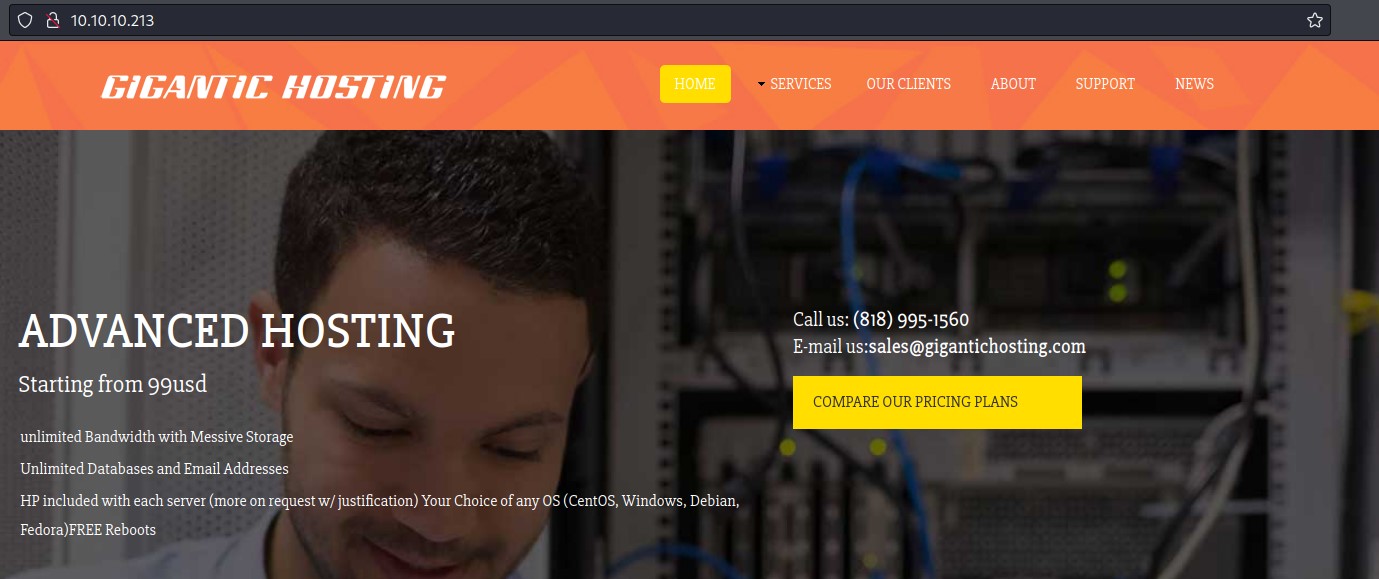 10.10.10.213
GIGANTIC HOSTING
HOME SERVICES OUR CLIENTS ABOUT SUPPORT NEWS
ADVANCED HOSTING
Starting from 99usd
unlimited Bandwidth with Messive Storage
Unlimited Databases and Email Addresses
HP included with each server (more on request w/ justification) Your Choice of any OS (CentOS, Windows, Debian,
Fedora)FREE Reboots
Call us: (818) 995-1560
E-mail us:sales@gigantichosting.com
COMPARE OUR PRICING PLANS